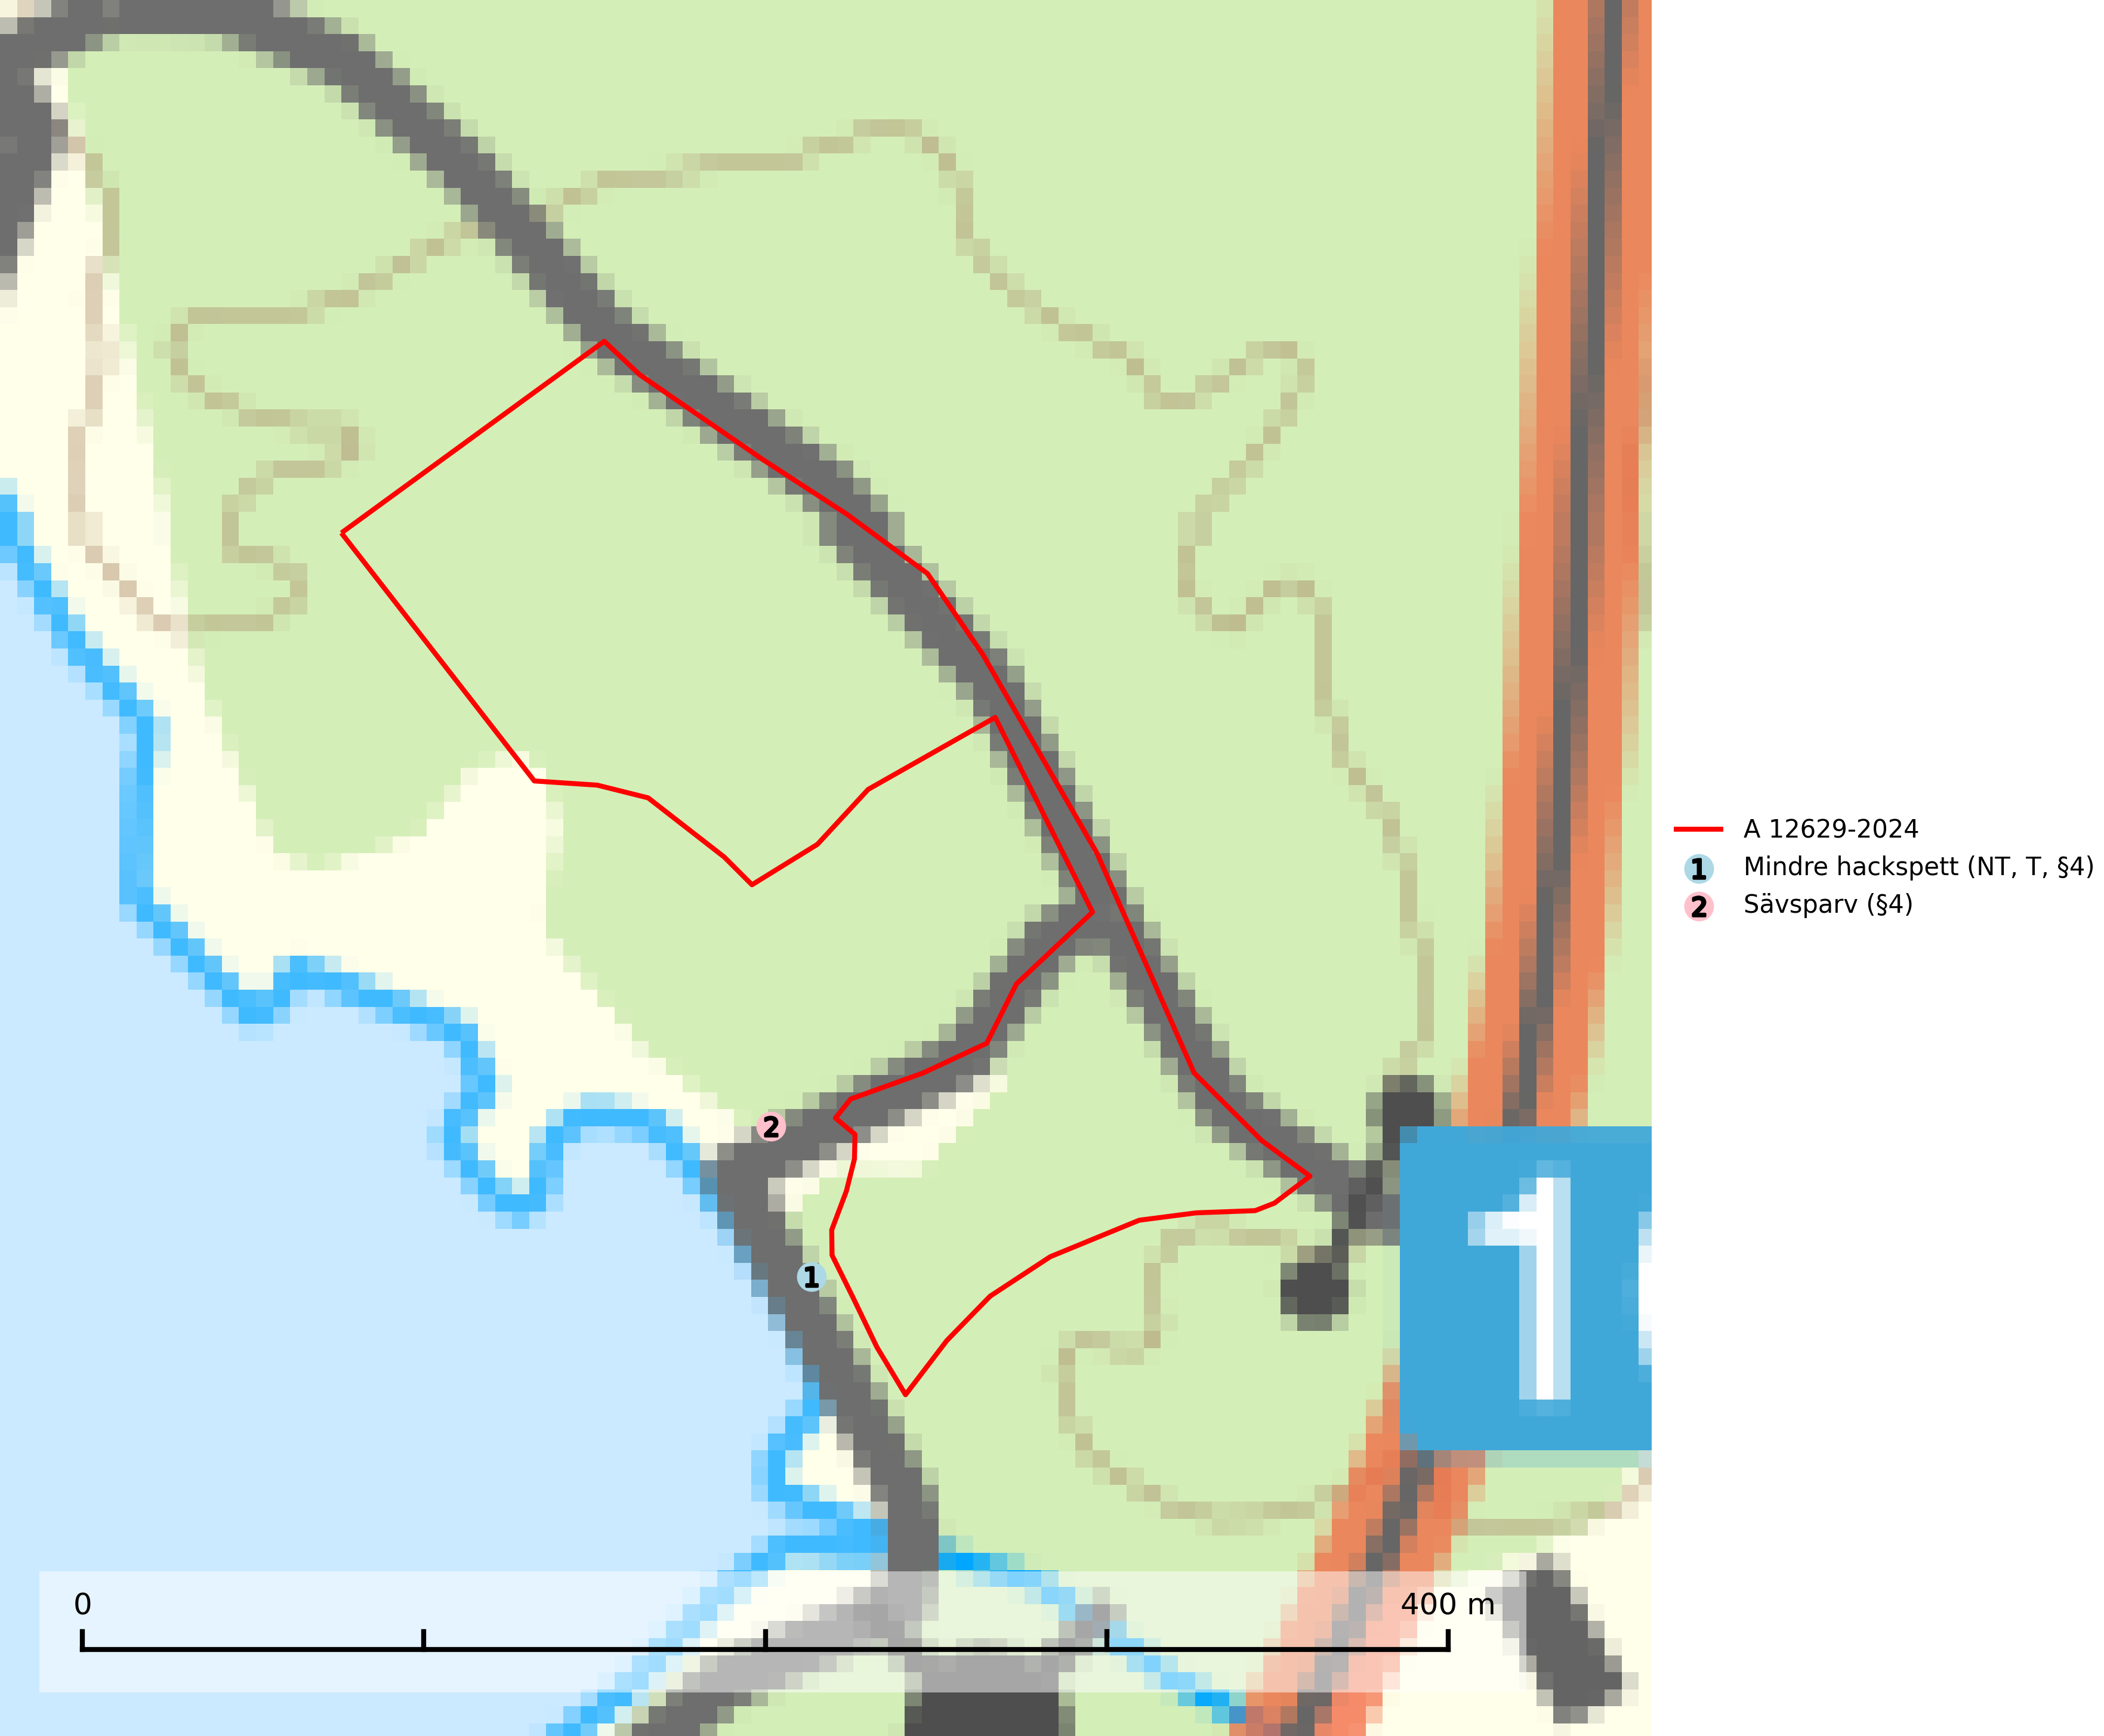 A 12629-2024
1 Mindre hackspett (NT, T, §4)
2 Sävsparv (§4)
2
1
1
0 400 m